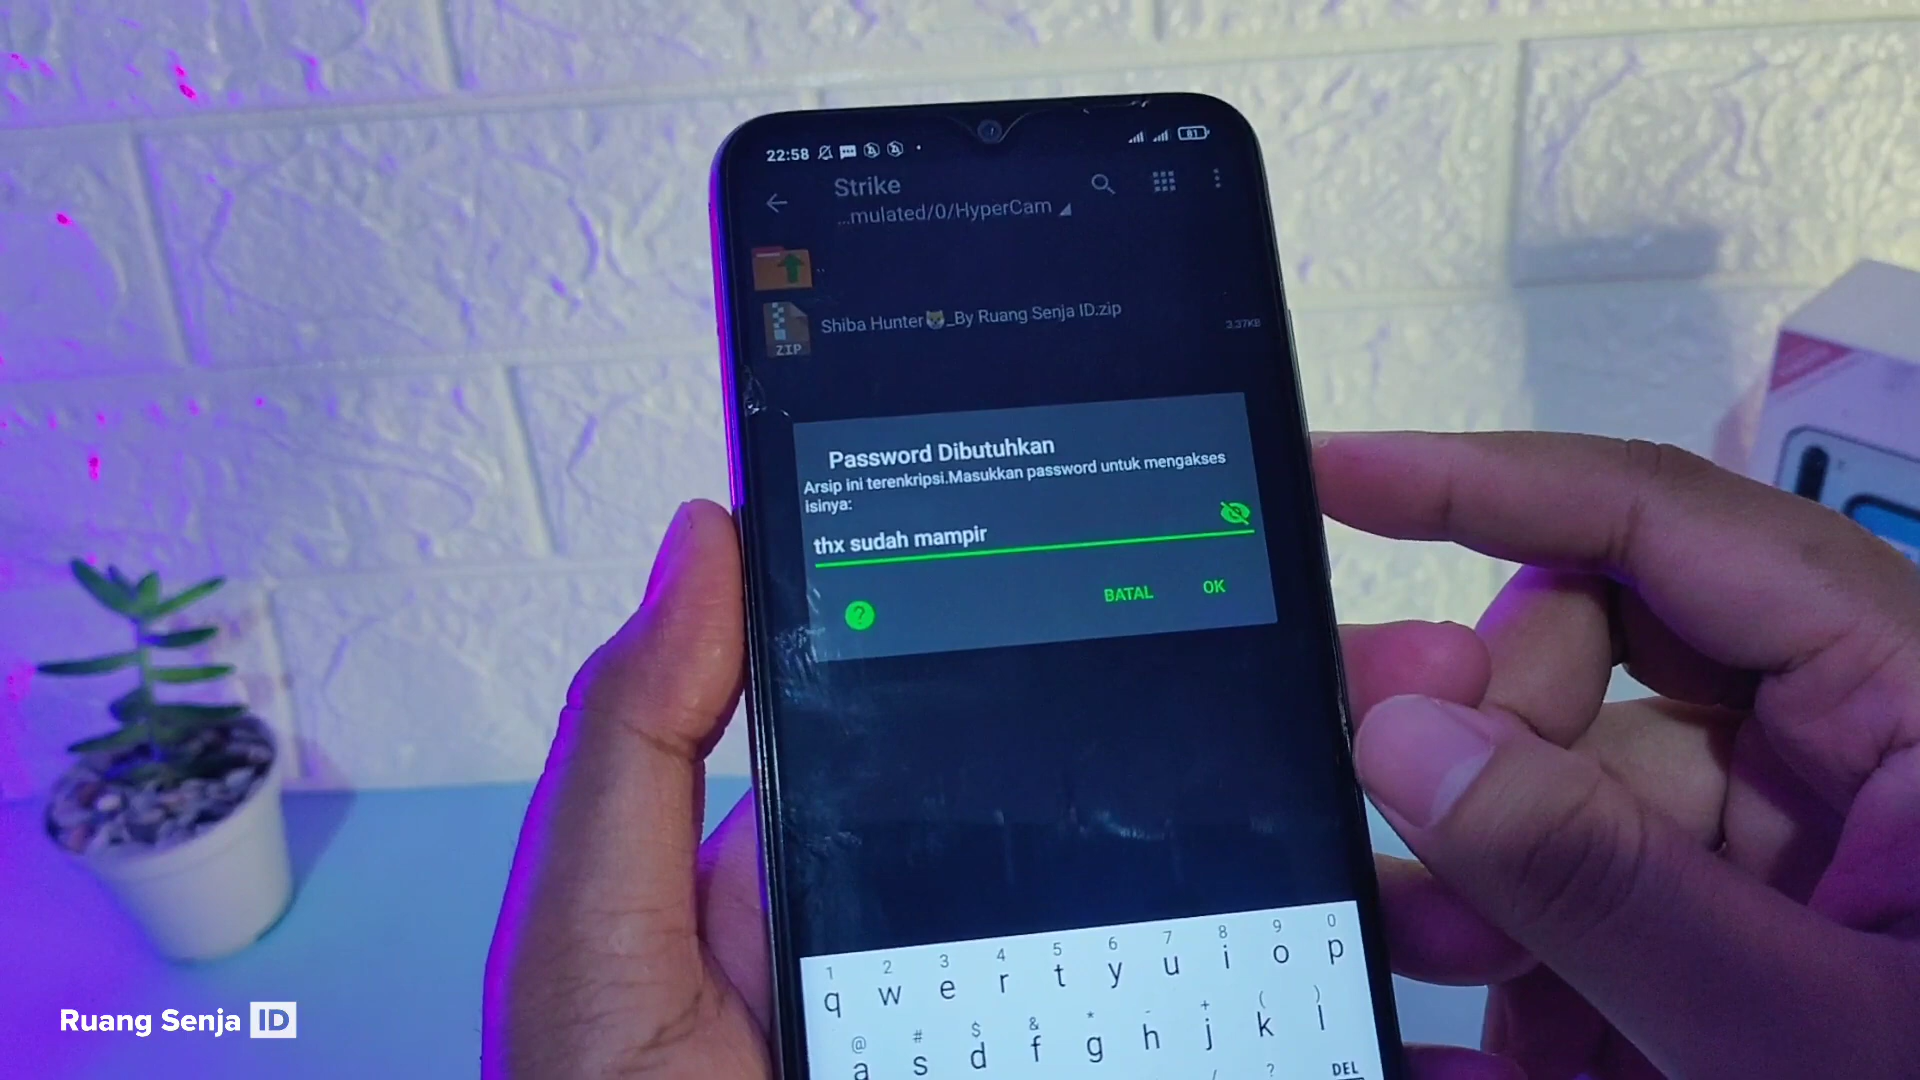 22:58
81
Strike
...mulated/0/HyperCam
..
Shiba Hunter🐯_By Ruang Senja ID.zip
2.37KB
ZIP
Password Dibutuhkan
Arsip ini terenkripsi.Masukkan password untuk mengakses
isinya:
thx sudah mampir
?
BATAL OK
1 2 3 4 5 6 7 8 9 0
q w e r t y u i o p
@ # $ & * - + ( )
a s d f g h j k l
/ ?
DEL
Ruang Senja ID